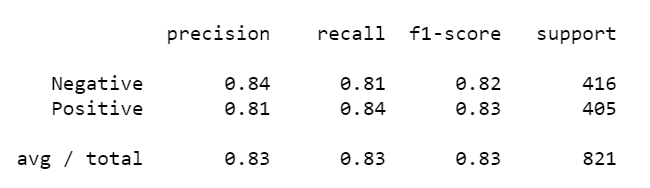 precision recall f1-score support
Negative 0.84 0.81 0.82 416
Positive 0.81 0.84 0.83 405
avg / total 0.83 0.83 0.83 821